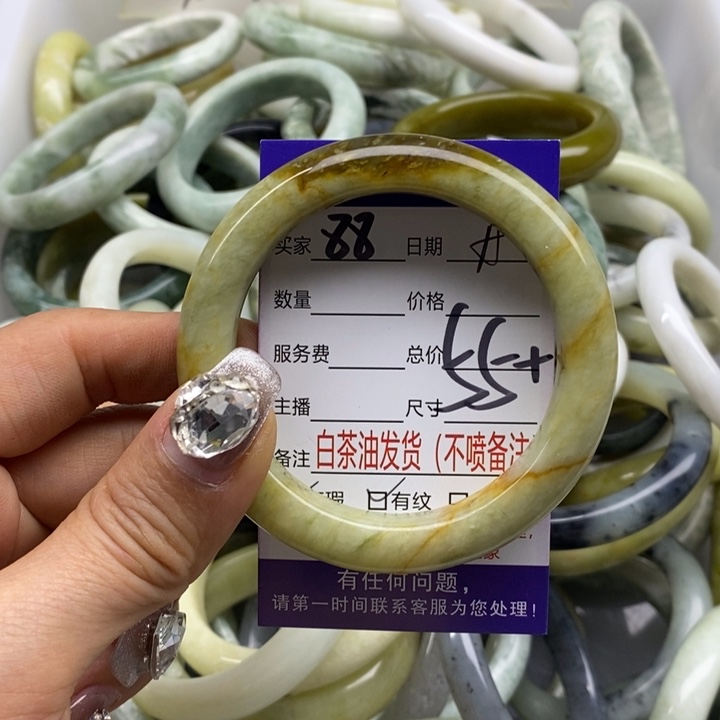 买家 88 日期
数量 价格
服务费 总价
主播 尺寸 55+
备注 白茶油发货（不喷备注
瑕 有纹
有任何问题，
请第一时间联系客服为您处理！